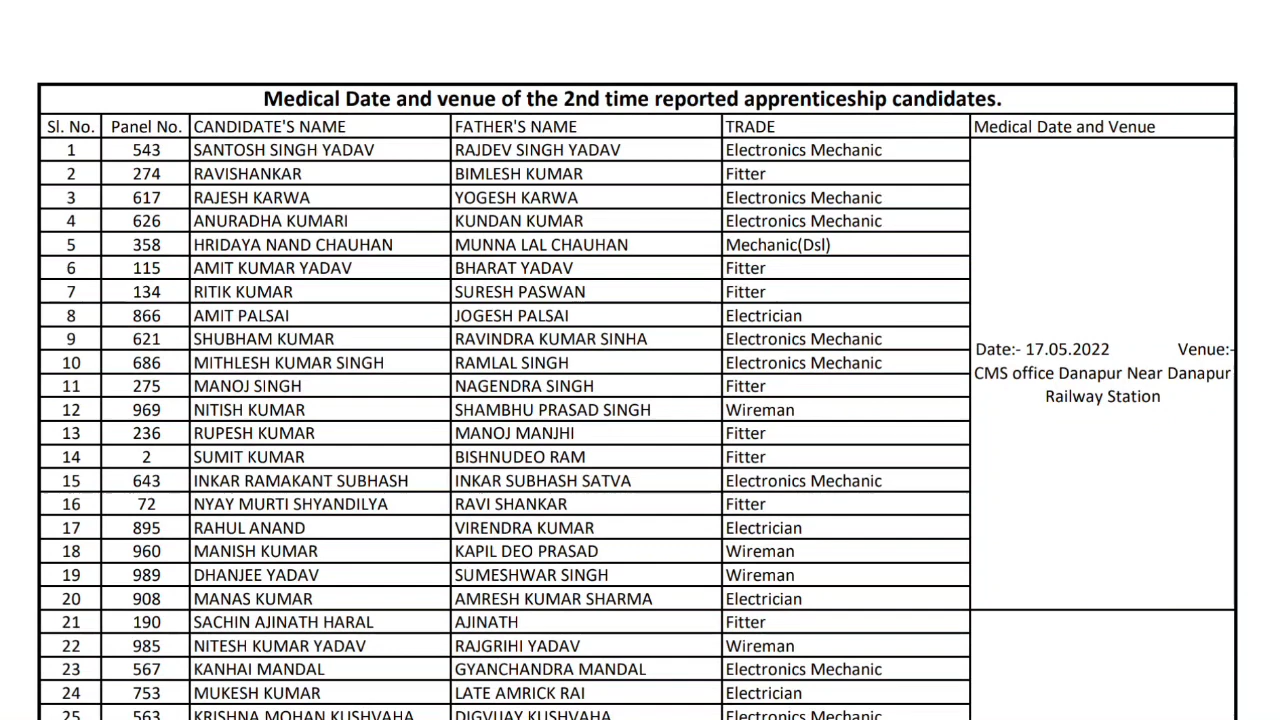 Medical Date and venue of the 2nd time reported apprenticeship candidates.
Sl. No. Panel No. CANDIDATE'S NAME FATHER'S NAME TRADE Medical Date and Venue
1 543 SANTOSH SINGH YADAV RAJDEV SINGH YADAV Electronics Mechanic
2 274 RAVISHANKAR BIMLESH KUMAR Fitter
3 617 RAJESH KARWA YOGESH KARWA Electronics Mechanic
4 626 ANURADHA KUMARI KUNDAN KUMAR Electronics Mechanic
5 358 HRIDAYA NAND CHAUHAN MUNNA LAL CHAUHAN Mechanic(Dsl)
6 115 AMIT KUMAR YADAV BHARAT YADAV Fitter
7 134 RITIK KUMAR SURESH PASWAN Fitter
8 866 AMIT PALSAI JOGESH PALSAI Electrician
9 621 SHUBHAM KUMAR RAVINDRA KUMAR SINHA Electronics Mechanic
Date:- 17.05.2022 Venue:-
10 686 MITHLESH KUMAR SINGH RAMLAL SINGH Electronics Mechanic
CMS office Danapur Near Danapur
11 275 MANOJ SINGH NAGENDRA SINGH Fitter
Railway Station
12 969 NITISH KUMAR SHAMBHU PRASAD SINGH Wireman
13 236 RUPESH KUMAR MANOJ MANJHI Fitter
14 2 SUMIT KUMAR BISHNUDEO RAM Fitter
15 643 INKAR RAMAKANT SUBHASH INKAR SUBHASH SATVA Electronics Mechanic
16 72 NYAY MURTI SHYANDILYA RAVI SHANKAR Fitter
17 895 RAHUL ANAND VIRENDRA KUMAR Electrician
18 960 MANISH KUMAR KAPIL DEO PRASAD Wireman
19 989 DHANJEE YADAV SUMESHWAR SINGH Wireman
20 908 MANAS KUMAR AMRESH KUMAR SHARMA Electrician
21 190 SACHIN AJINATH HARAL AJINATH Fitter
22 985 NITESH KUMAR YADAV RAJGRIHI YADAV Wireman
23 567 KANHAI MANDAL GYANCHANDRA MANDAL Electronics Mechanic
24 753 MUKESH KUMAR LATE AMRICK RAI Electrician
25 563 KRISHNA MOHAN KUSHVAHA DIGVIJAY KUSHVAHA Electronics Mechanic